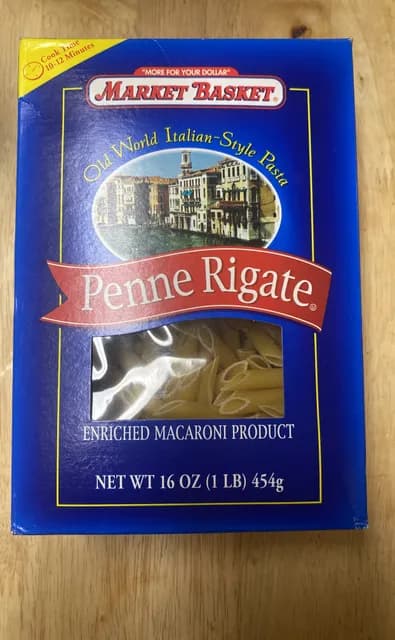 Cook Time
10-12 Minutes
"MORE FOR YOUR DOLLAR"
MARKET BASKET®
Old World Italian-Style Pasta
Penne Rigate®
ENRICHED MACARONI PRODUCT
NET WT 16 OZ (1 LB) 454g